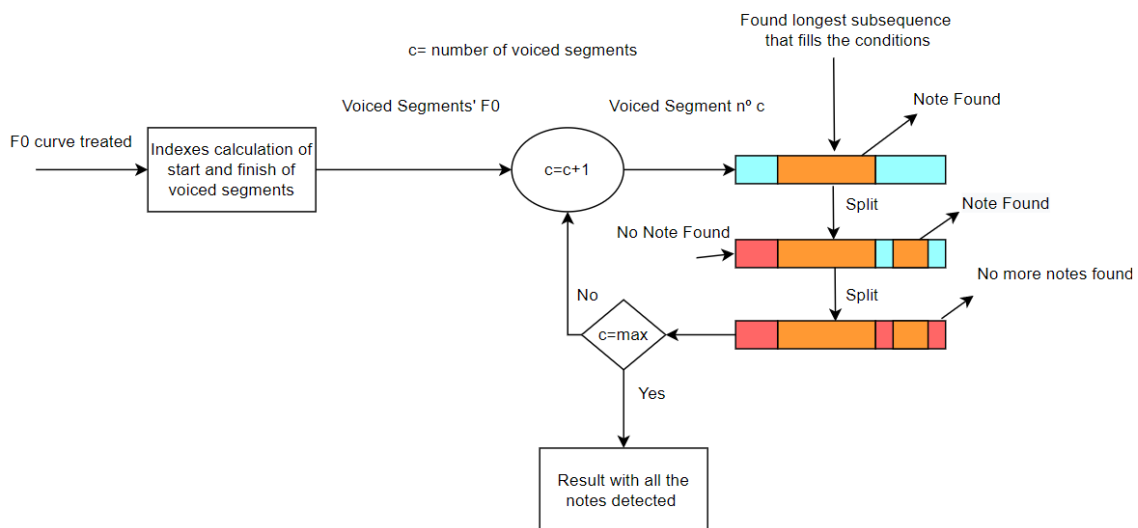 Found longest subsequence
that fills the conditions
c= number of voiced segments
Voiced Segments' F0
Voiced Segment nº c
Note Found
F0 curve treated
Indexes calculation of
start and finish of
voiced segments
c=c+1
Split
Note Found
No Note Found
No more notes found
Split
No
c=max
Yes
Result with all the
notes detected